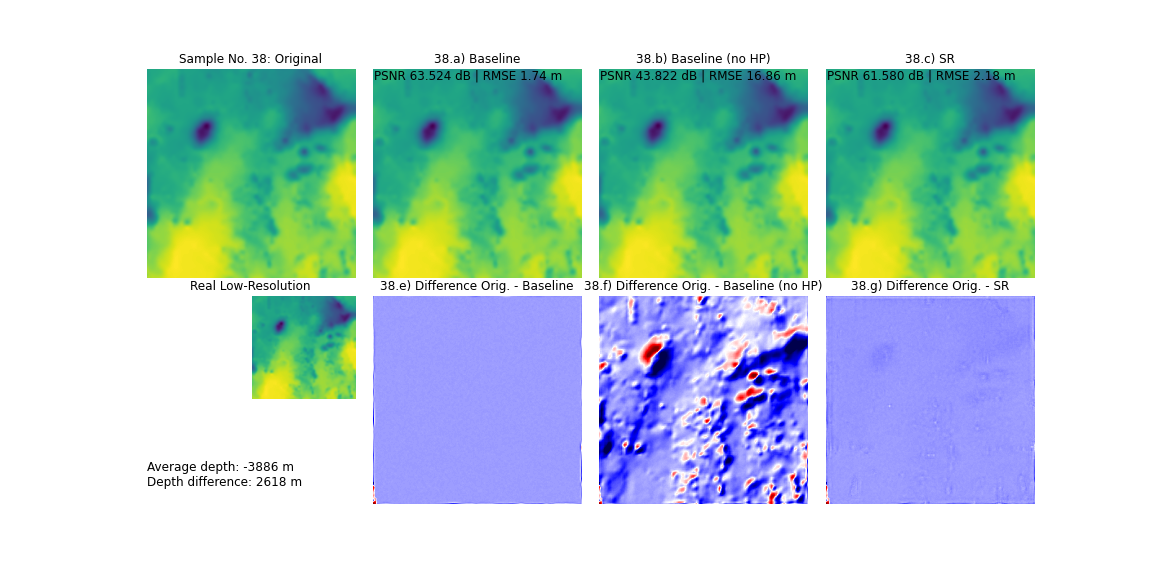 Sample No. 38: Original
38.a) Baseline
38.b) Baseline (no HP)
38.c) SR
PSNR 63.524 dB | RMSE 1.74 m
PSNR 43.822 dB | RMSE 16.86 m
PSNR 61.580 dB | RMSE 2.18 m
Real Low-Resolution
38.e) Difference Orig. - Baseline
38.f) Difference Orig. - Baseline (no HP)
38.g) Difference Orig. - SR
Average depth: -3886 m
Depth difference: 2618 m